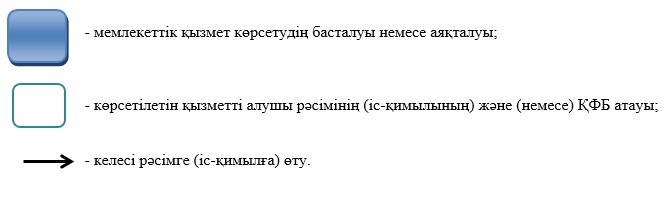 - мемлекеттік қызмет көрсетудің басталуы немесе аяқталуы;
- көрсетілетін қызметті алушы рәсімінің (іс-қимылының) және (немесе) ҚФБ атауы;
- келесі рәсімге (іс-қимылға) өту.